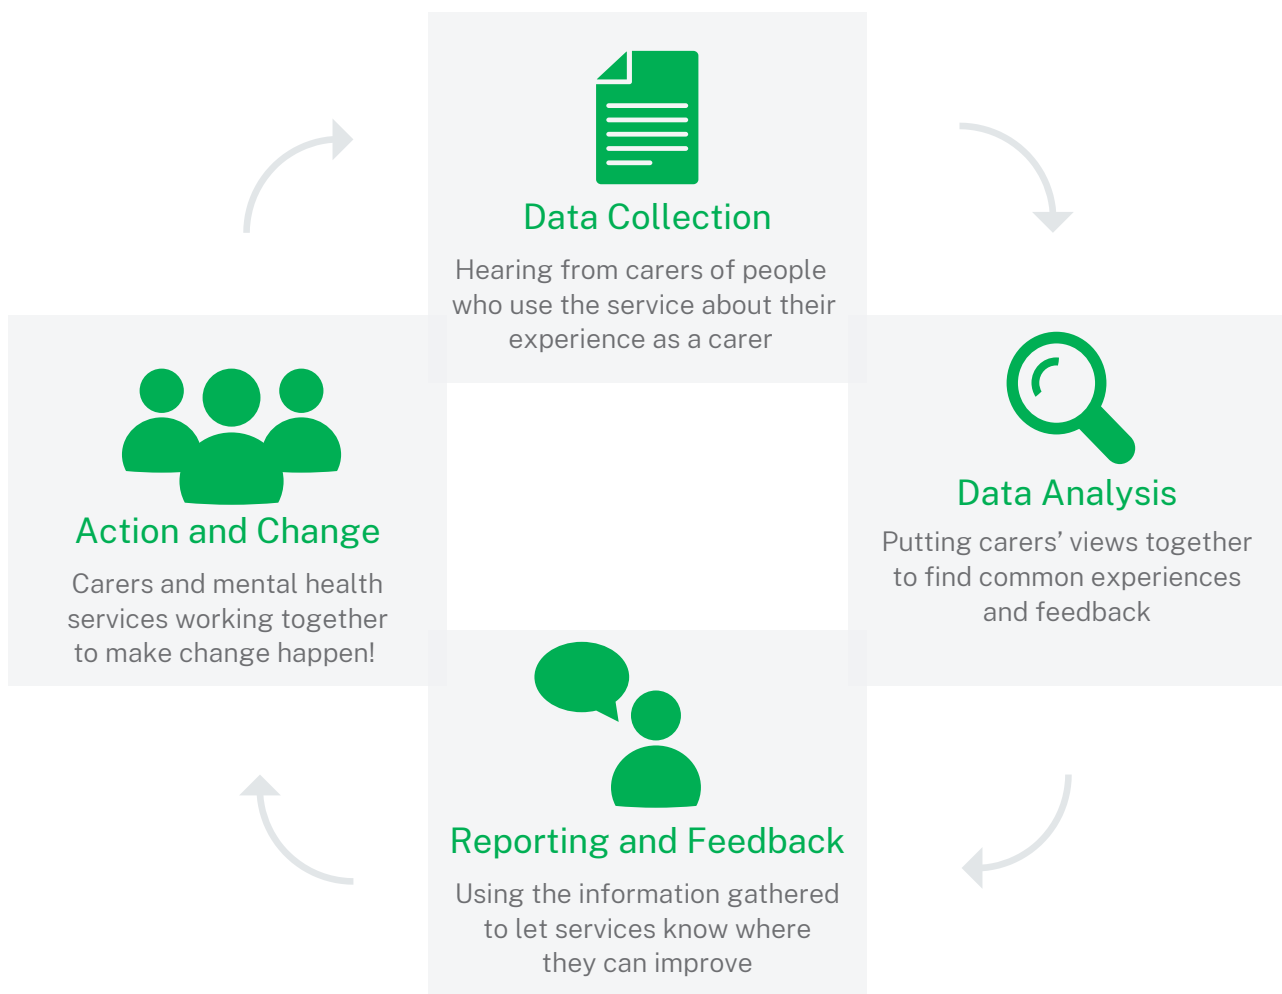 Data Collection
Hearing from carers of people
who use the service about their
experience as a carer
Data Analysis
Putting carers’ views together
to find common experiences
and feedback
Reporting and Feedback
Using the information gathered
to let services know where
they can improve
Action and Change
Carers and mental health
services working together
to make change happen!